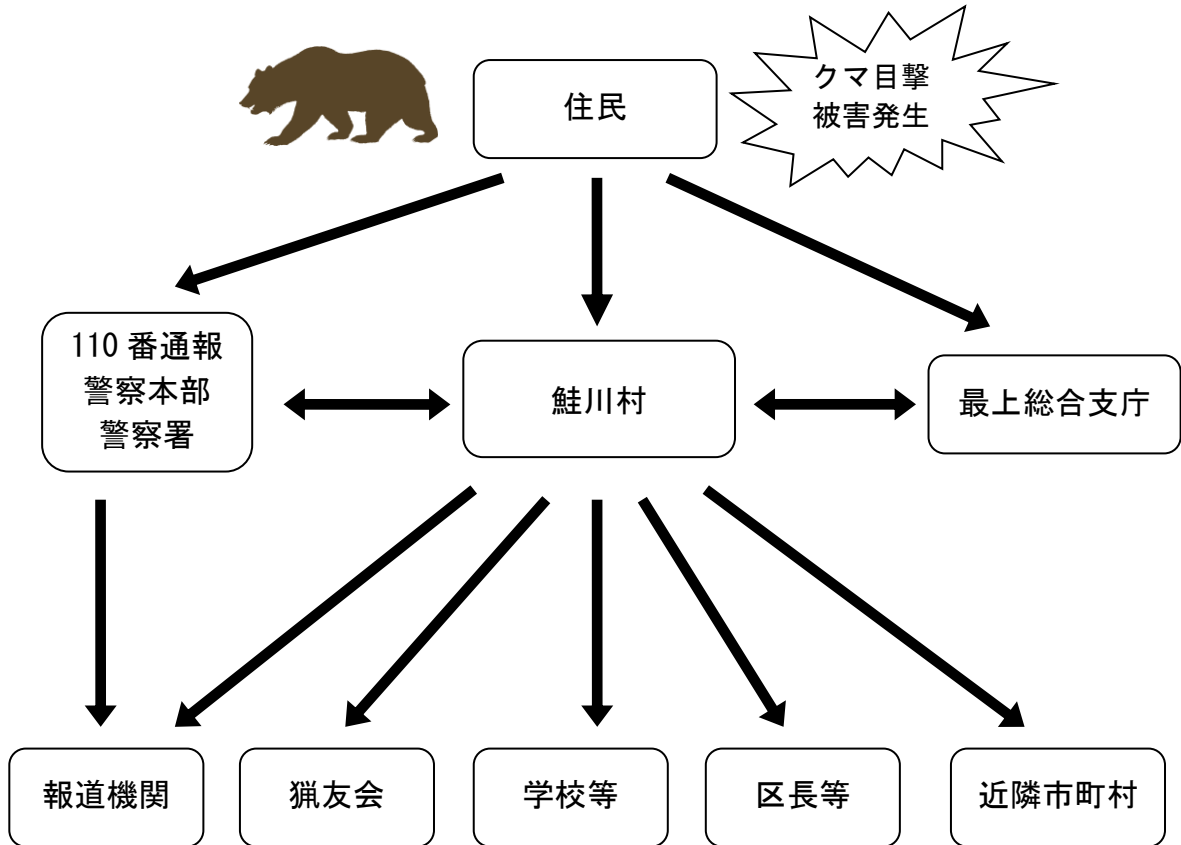 住民
クマ目撃
被害発生
110番通報
警察本部
警察署
鮭川村
最上総合支庁
報道機関
猟友会
学校等
区長等
近隣市町村